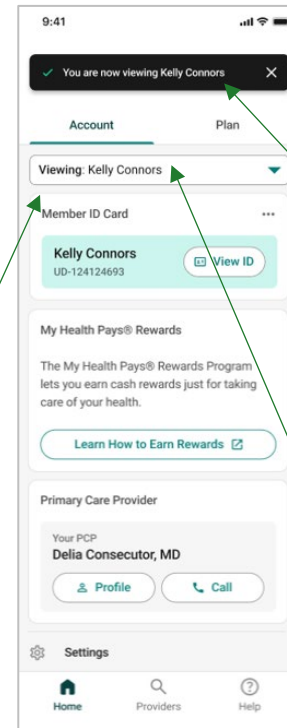 9:41
You are now viewing Kelly Connors
Account Plan
Viewing: Kelly Connors
Member ID Card
Kelly Connors
UD-124124693
View ID
My Health Pays® Rewards
The My Health Pays® Rewards Program
lets you earn cash rewards just for taking
care of your health.
Learn How to Earn Rewards
Primary Care Provider
Your PCP
Delia Consecutor, MD
Profile Call
Settings
Home Providers Help